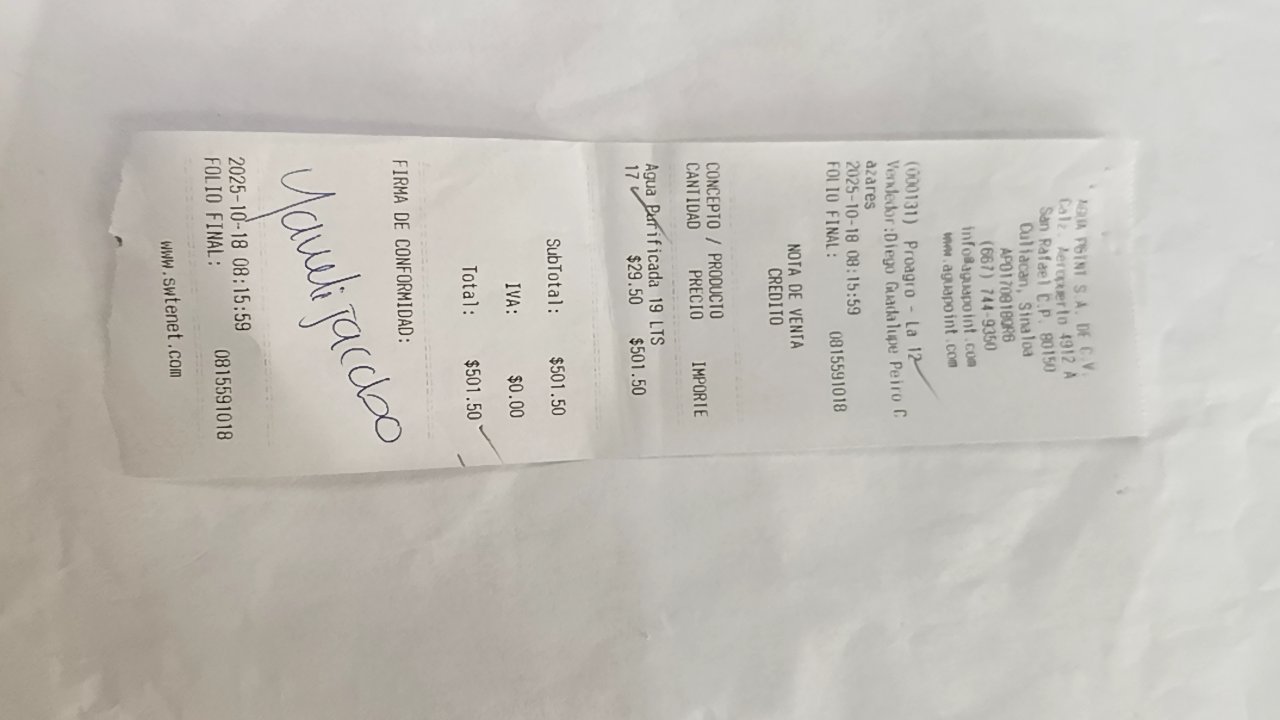 AGUA POINT S.A. DE C.V.
Calz. Aeropuerto 4912 A
San Rafael C.P. 80150
Culiacan, Sinaloa
(667) 744-9350
info@aguapoint.com
www.aguapoint.com
(000131) Proagro - La 12
Vendedor:Diego Guadalupe Peiro C
azares
2025-10-18 08:15:59
FOLIO FINAL: 0815591018
NOTA DE VENTA
CREDITO
CONCEPTO / PRODUCTO
CANTIDAD PRECIO IMPORTE
Agua Purificada 19 LTS
17 $29.50 $501.50
SubTotal: $501.50
IVA: $0.00
Total: $501.50
FIRMA DE CONFORMIDAD:
2025-10-18 08:15:59
FOLIO FINAL: 0815591018
www.swtenet.com